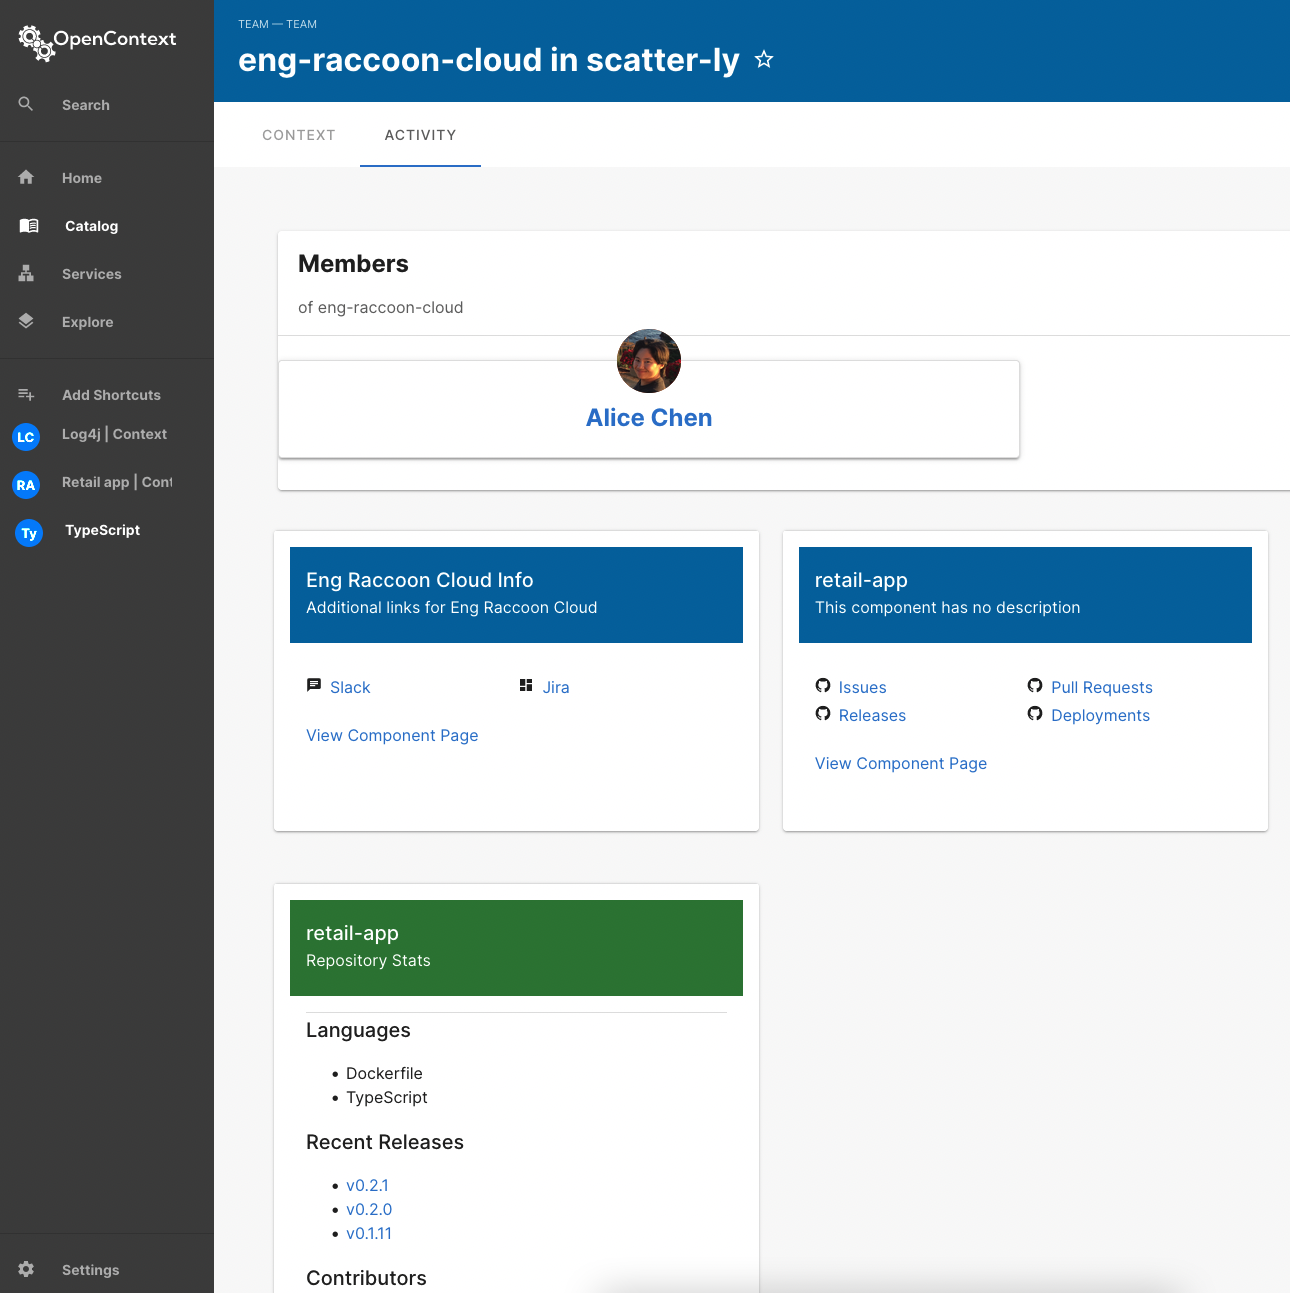 OpenContext
Search
Home
Catalog
Services
Explore
Add Shortcuts
LC Log4j | Context
RA Retail app | Cont
Ty TypeScript
Settings
TEAM — TEAM
eng-raccoon-cloud in scatter-ly
CONTEXT ACTIVITY
Members
of eng-raccoon-cloud
Alice Chen
Eng Raccoon Cloud Info
Additional links for Eng Raccoon Cloud
Slack Jira
View Component Page
retail-app
This component has no description
Issues Pull Requests
Releases Deployments
View Component Page
retail-app
Repository Stats
Languages
• Dockerfile
• TypeScript
Recent Releases
• v0.2.1
• v0.2.0
• v0.1.11
Contributors